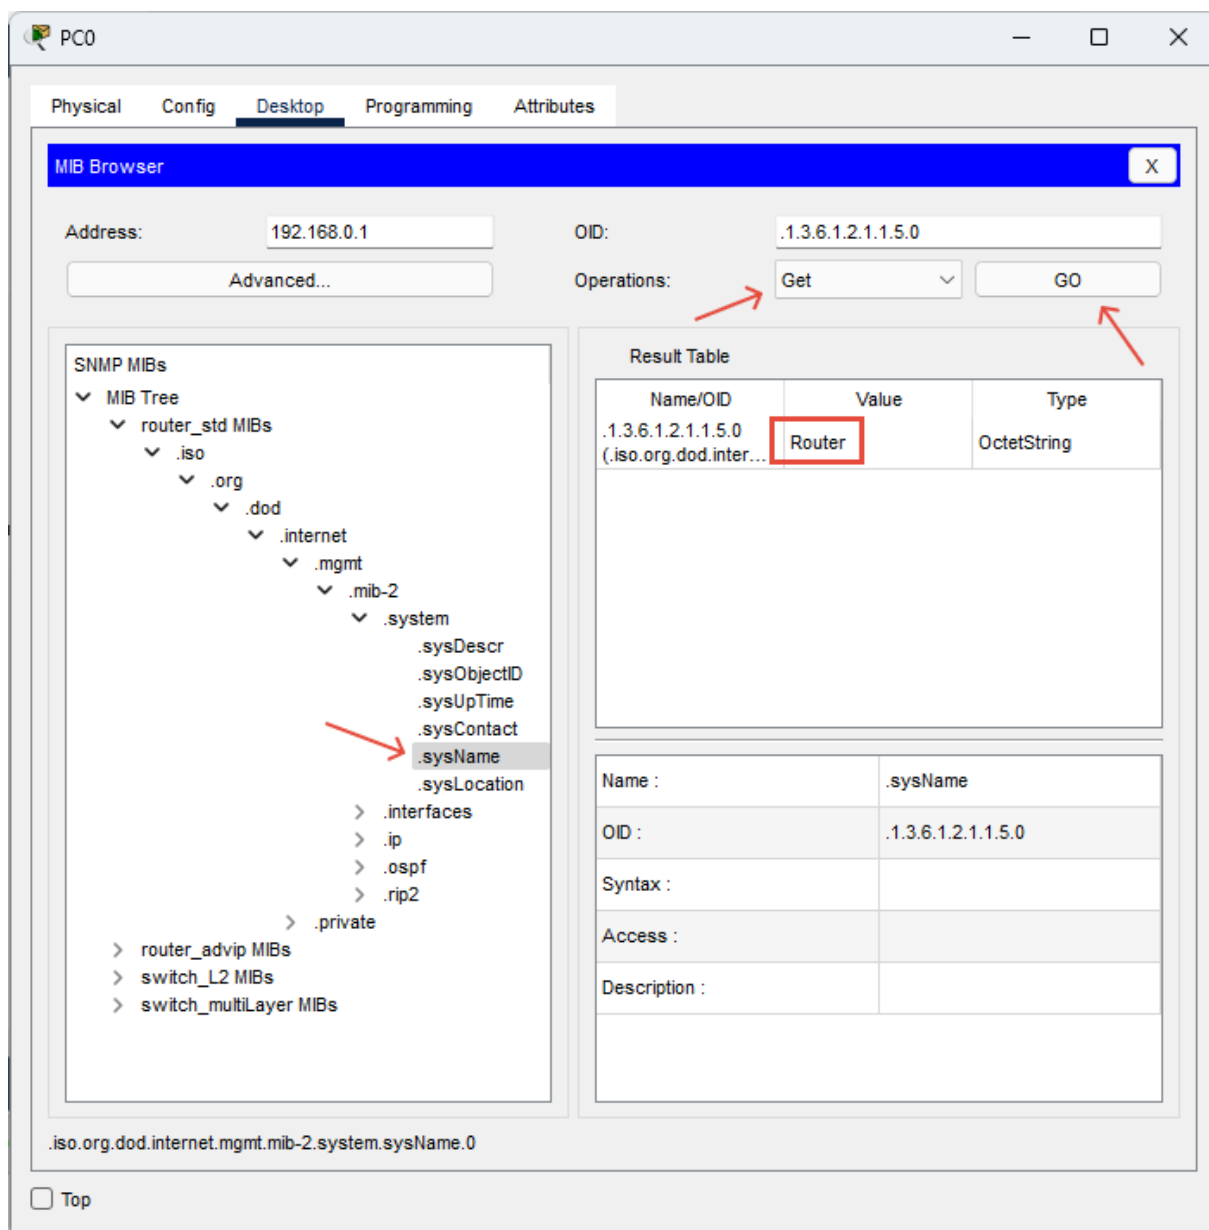 PC0
Physical Config Desktop Programming Attributes
MIB Browser X
Address: 192.168.0.1 OID: .1.3.6.1.2.1.1.5.0
Advanced... Operations: Get GO
SNMP MIBs
MIB Tree
router_std MIBs
.iso
.org
.dod
.internet
.mgmt
.mib-2
.system
.sysDescr
.sysObjectID
.sysUpTime
.sysContact
.sysName
.sysLocation
.interfaces
.ip
.ospf
.rip2
.private
router_advip MIBs
switch_L2 MIBs
switch_multiLayer MIBs
Result Table
Name/OID Value Type
.1.3.6.1.2.1.1.5.0
(.iso.org.dod.inter... Router OctetString
Name : .sysName
OID : .1.3.6.1.2.1.1.5.0
Syntax :
Access :
Description :
.iso.org.dod.internet.mgmt.mib-2.system.sysName.0
Top